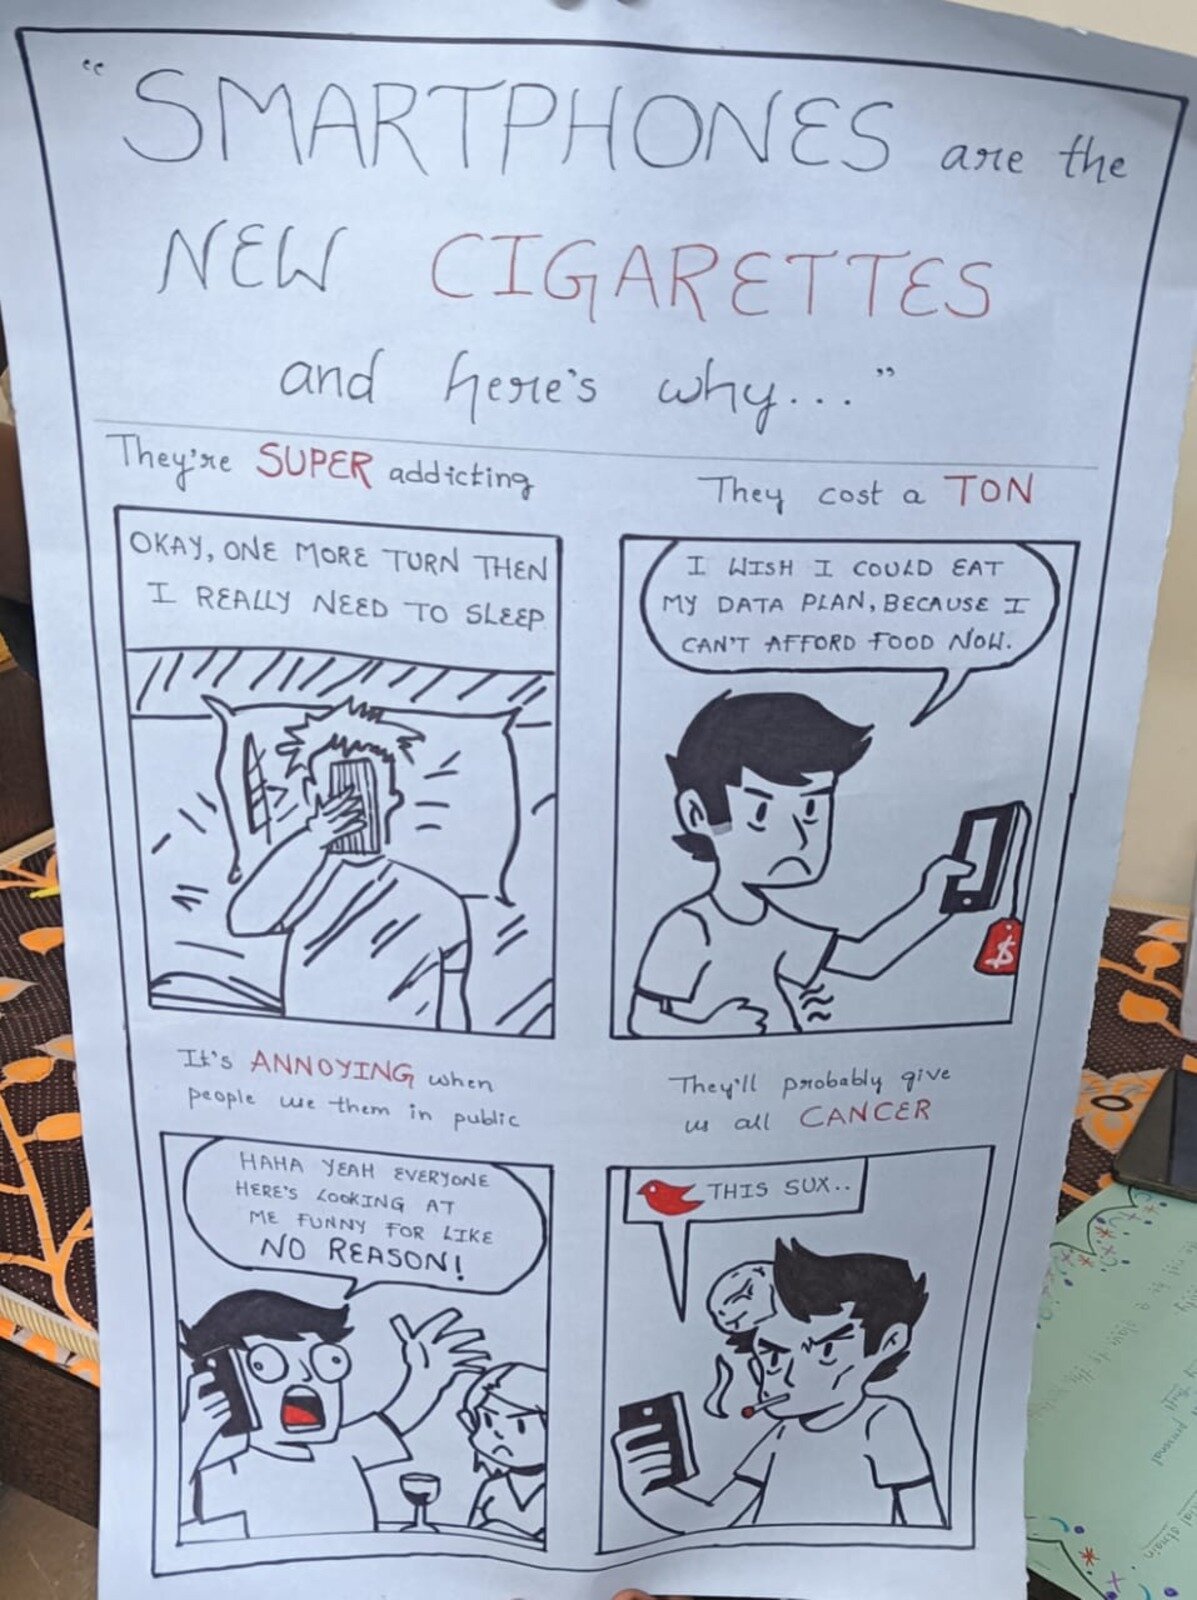 "SMARTPHONES are the
NEW CIGARETTES
and here's why..."
They're SUPER addicting
OKAY, ONE MORE TURN THEN
I REALLY NEED TO SLEEP
They cost a TON
I WISH I COULD EAT
MY DATA PLAN, BECAUSE I
CAN'T AFFORD FOOD NOW.
$
It's ANNOYING when
people use them in public
HAHA YEAH EVERYONE
HERE'S LOOKING AT
ME FUNNY FOR LIKE
NO REASON!
They'll probably give
us all CANCER
THIS SUX..